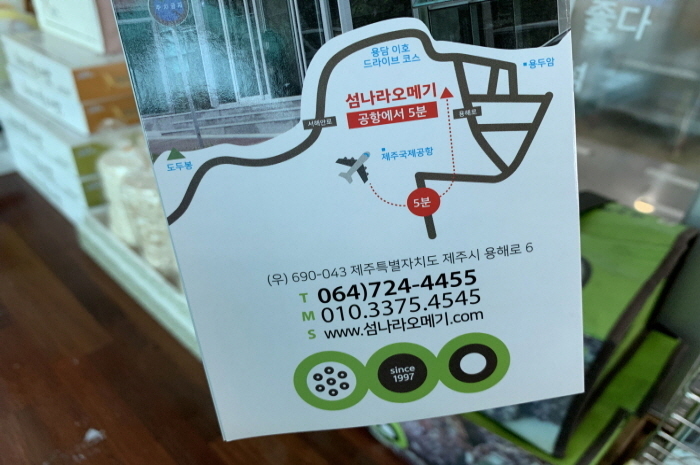 좋다
용담 이호
드라이브 코스
용두암
섬나라오메기
공항에서 5분
서해안로
용해로
제주국제공항
도두봉
5분
(우) 690-043 제주특별자치도 제주시 용해로 6
T 064)724-4455
M 010.3375.4545
S www.섬나라오메기.com
since
1997